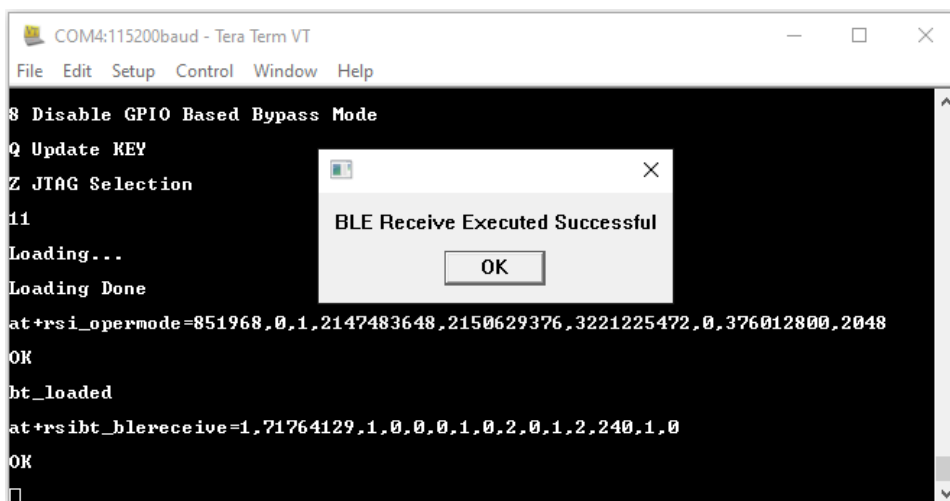 COM4:115200baud - Tera Term VT
File Edit Setup Control Window Help
8 Disable GPIO Based Bypass Mode
Q Update KEY
Z JTAG Selection
11
Loading...
Loading Done
BLE Receive Executed Successful
OK
at+rsi_opermode=851968,0,1,2147483648,2150629376,3221225472,0,376012800,2048
OK
bt_loaded
at+rsibt_blereceive=1,71764129,1,0,0,0,1,0,2,0,1,2,240,1,0
OK